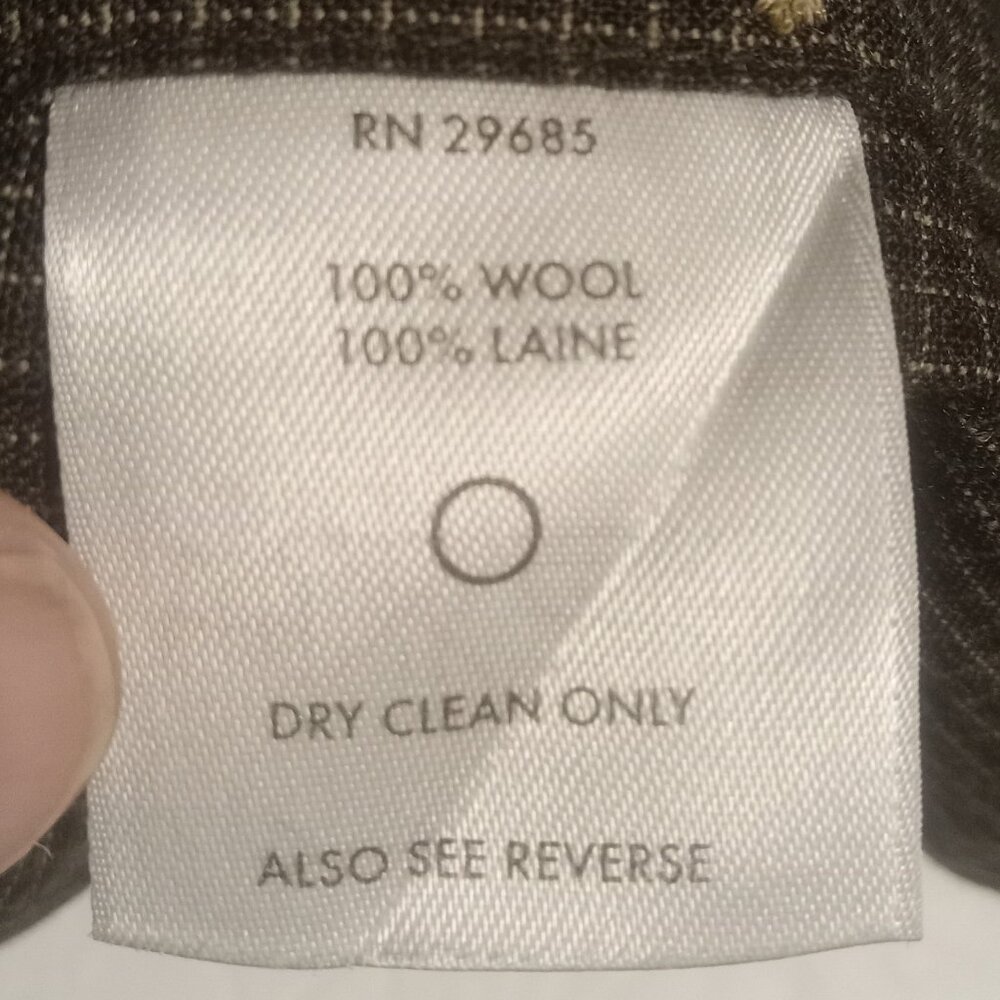 RN 29685
100% WOOL
100% LAINE
DRY CLEAN ONLY
ALSO SEE REVERSE